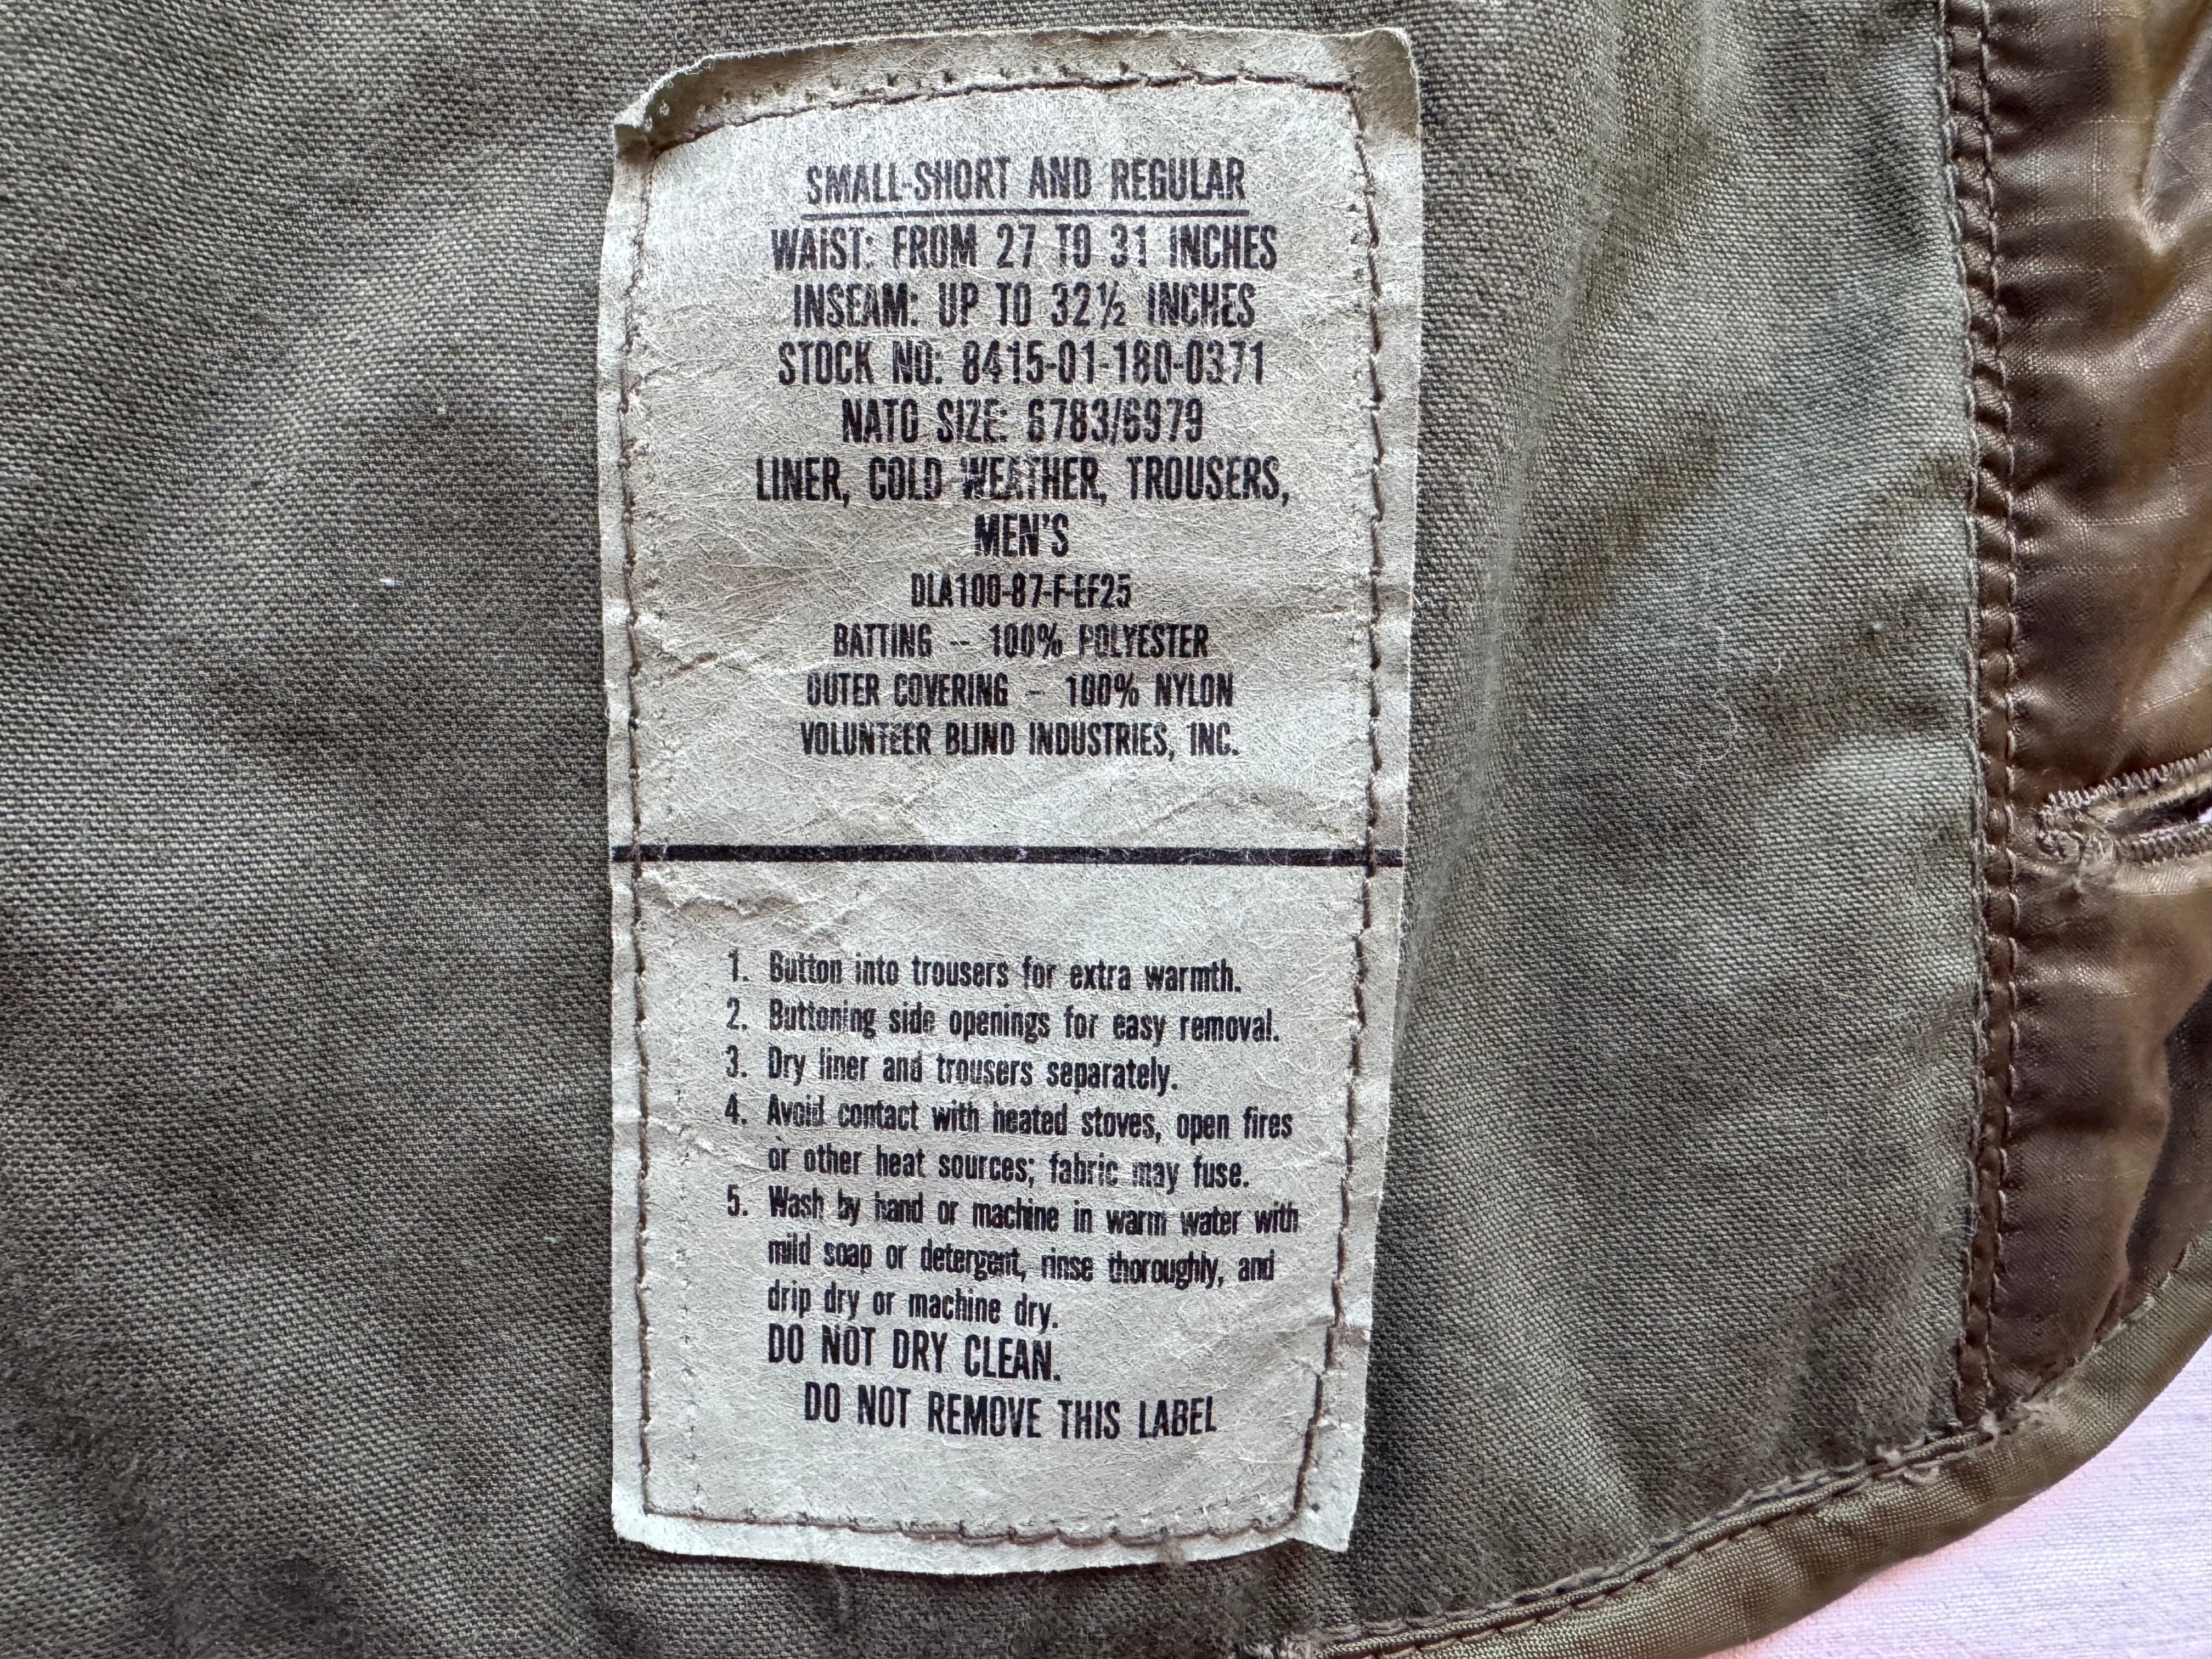 SMALL-SHORT AND REGULAR
WAIST: FROM 27 TO 31 INCHES
INSEAM: UP TO 32½ INCHES
STOCK NO: 8415-01-180-0371
NATO SIZE: 6783/6979
LINER, COLD WEATHER, TROUSERS,
MEN'S
DLA100-87-F-EF25
BATTING -- 100% POLYESTER
OUTER COVERING - 100% NYLON
VOLUNTEER BLIND INDUSTRIES, INC.
1. Button into trousers for extra warmth.
2. Buttoning side openings for easy removal.
3. Dry liner and trousers separately.
4. Avoid contact with heated stoves, open fires
or other heat sources; fabric may fuse.
5. Wash by hand or machine in warm water with
mild soap or detergent, rinse thoroughly, and
drip dry or machine dry.
DO NOT DRY CLEAN.
DO NOT REMOVE THIS LABEL